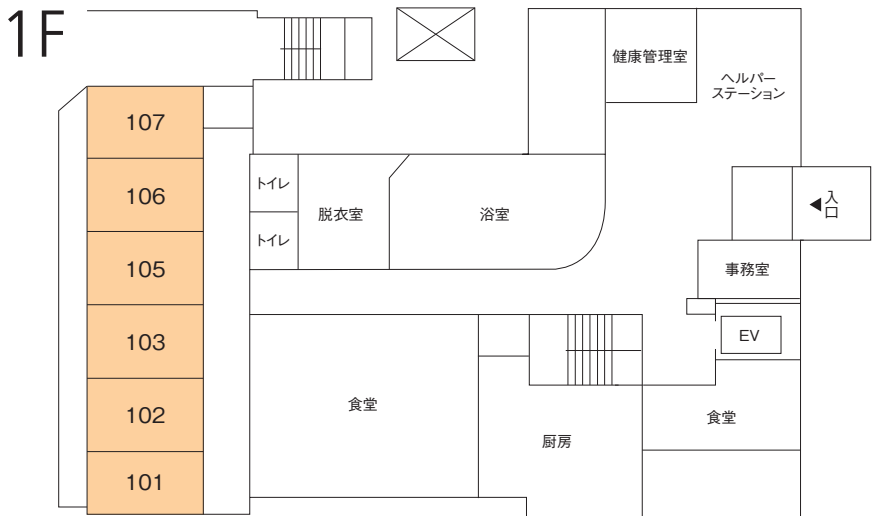 1F
健康管理室
ヘルパー
ステーション
107
106
105
103
102
101
トイレ
トイレ
脱衣室
浴室
入口
事務室
EV
食堂
厨房
食堂